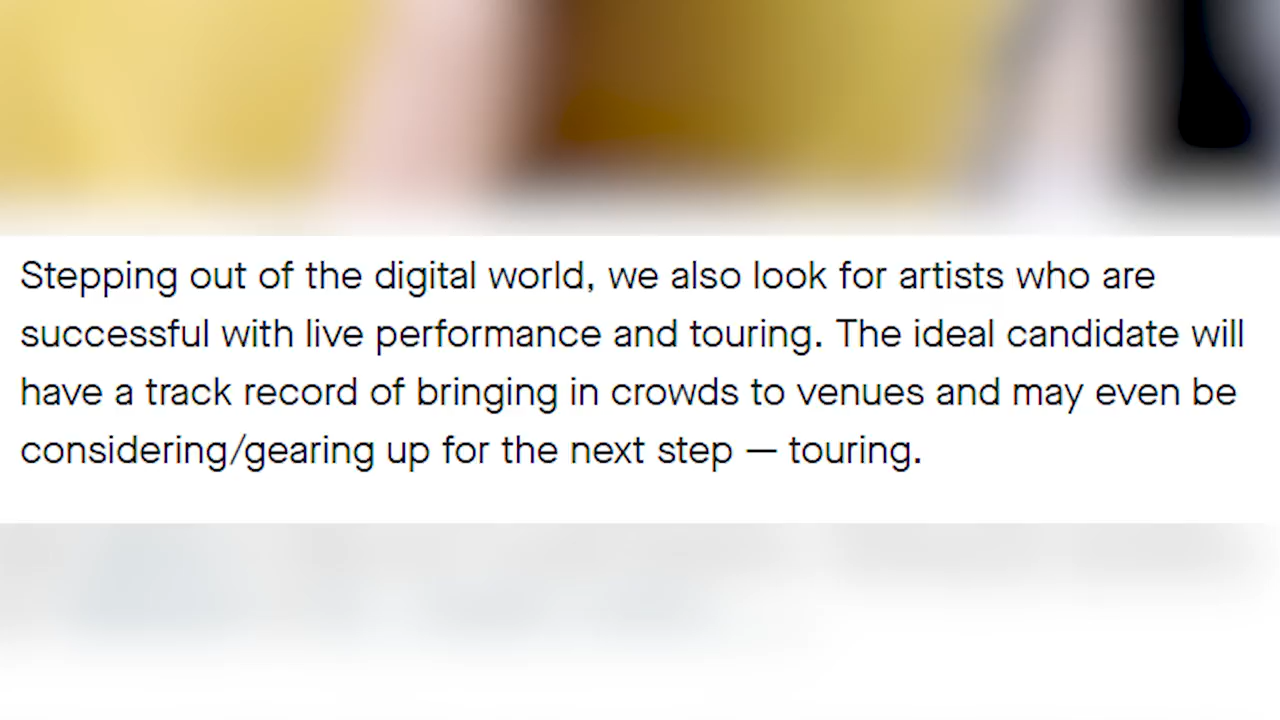 Stepping out of the digital world, we also look for artists who are
successful with live performance and touring. The ideal candidate will
have a track record of bringing in crowds to venues and may even be
considering/gearing up for the next step — touring.